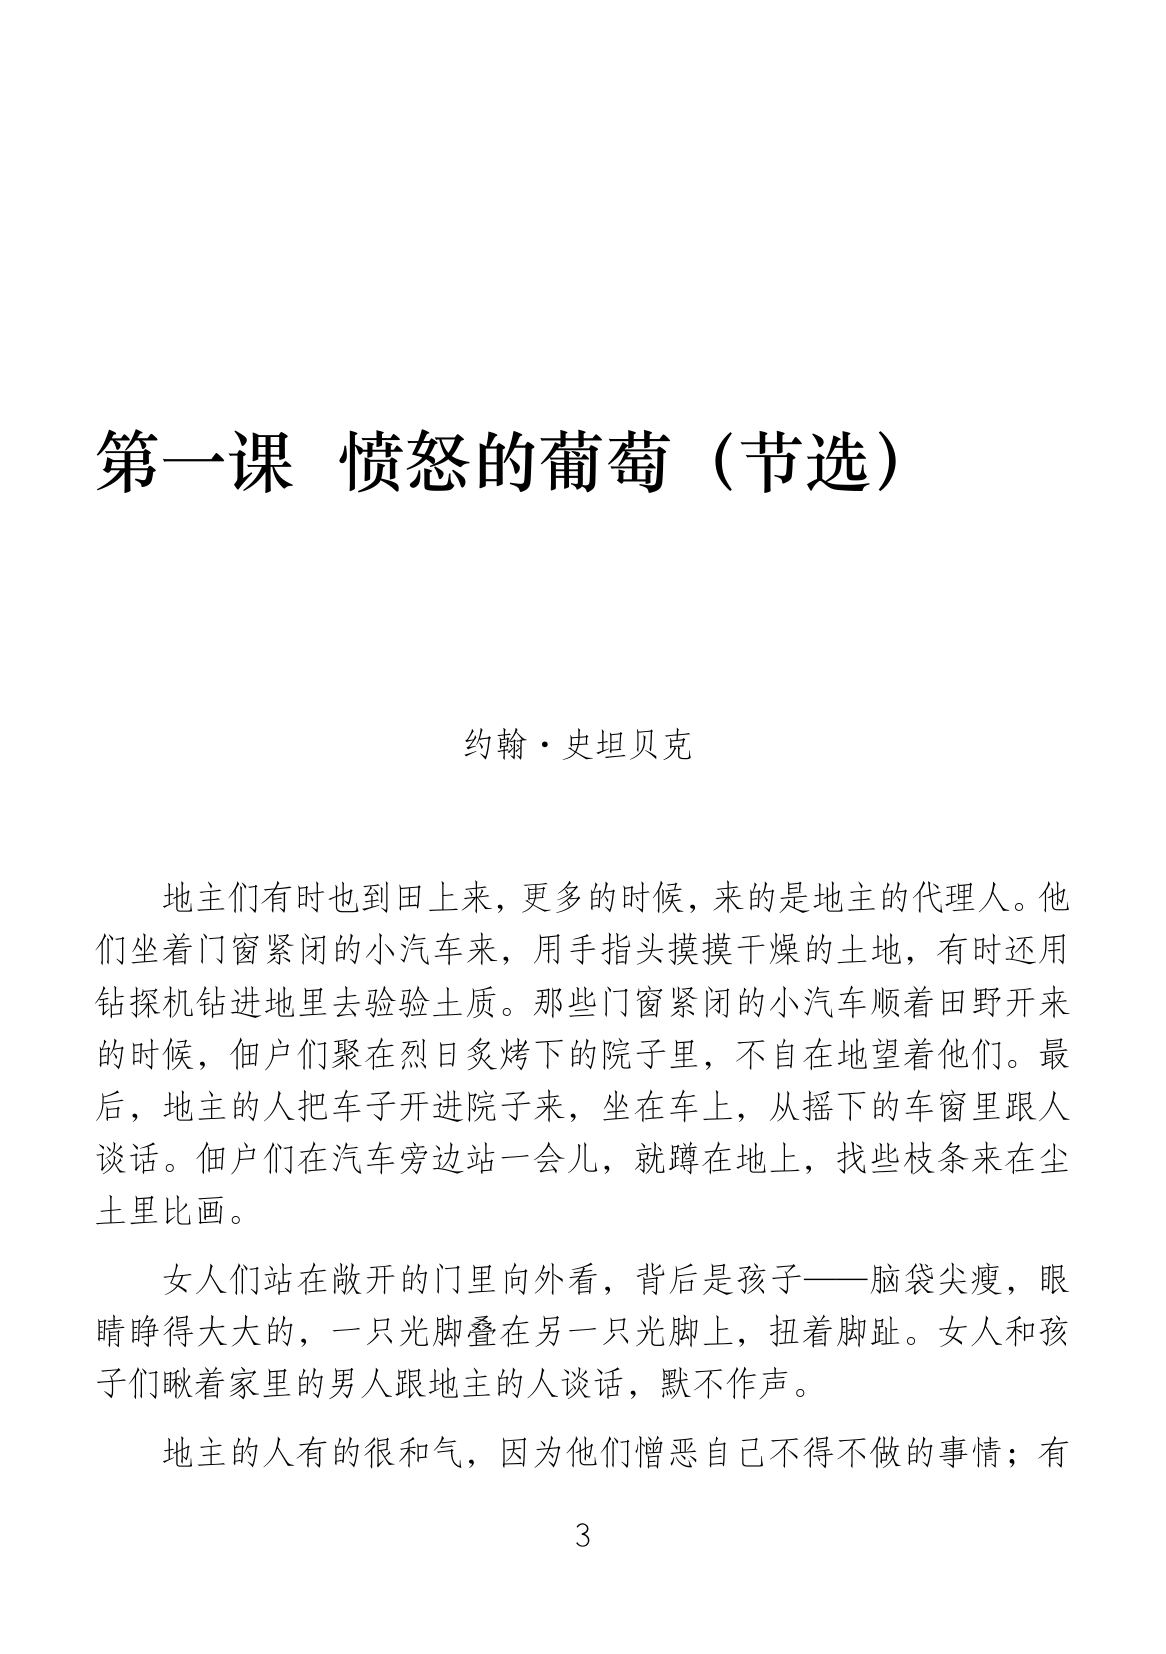 第一课 愤怒的葡萄（节选）
约翰·史坦贝克
地主们有时也到田上来，更多的时候，来的是地主的代理人。他
们坐着门窗紧闭的小汽车来，用手指头摸摸干燥的土地，有时还用
钻探机钻进地里去验验土质。那些门窗紧闭的小汽车顺着田野开来
的时候，佃户们聚在烈日炙烤下的院子里，不自在地望着他们。最
后，地主的人把车子开进院子来，坐在车上，从摇下的车窗里跟人
谈话。佃户们在汽车旁边站一会儿，就蹲在地上，找些枝条来在尘
土里比画。
女人们站在敞开的门里向外看，背后是孩子——脑袋尖瘦，眼
睛睁得大大的，一只光脚叠在另一只光脚上，扭着脚趾。女人和孩
子们瞅着家里的男人跟地主的人谈话，默不作声。
地主的人有的很和气，因为他们憎恶自己不得不做的事情；有
3